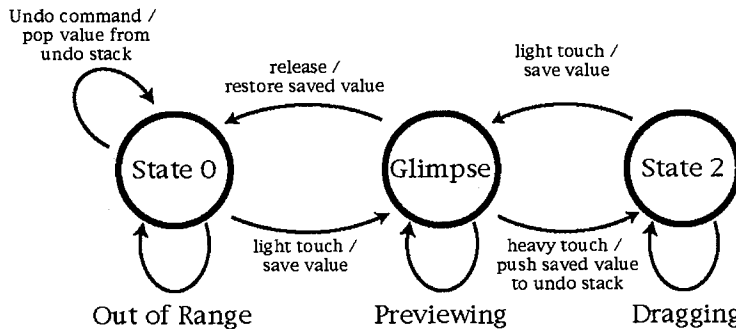 Undo command /
pop value from
undo stack
release /
restore saved value
light touch /
save value
State 0
Glimpse
State 2
light touch /
save value
heavy touch /
push saved value
to undo stack
Out of Range
Previewing
Dragging